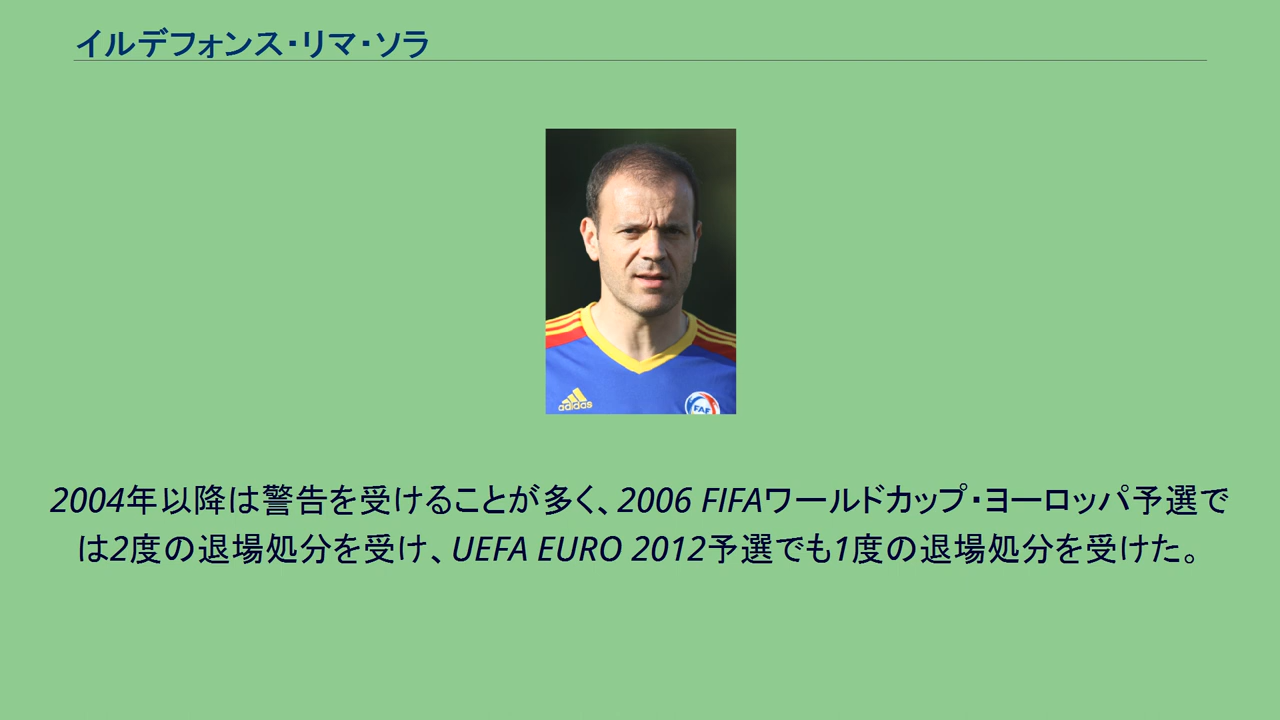 イルデフォンス・リマ・ソラ
adidas
FAF
2004年以降は警告を受けることが多く、2006 FIFAワールドカップ・ヨーロッパ予選で
は2度の退場処分を受け、UEFA EURO 2012予選でも1度の退場処分を受けた。